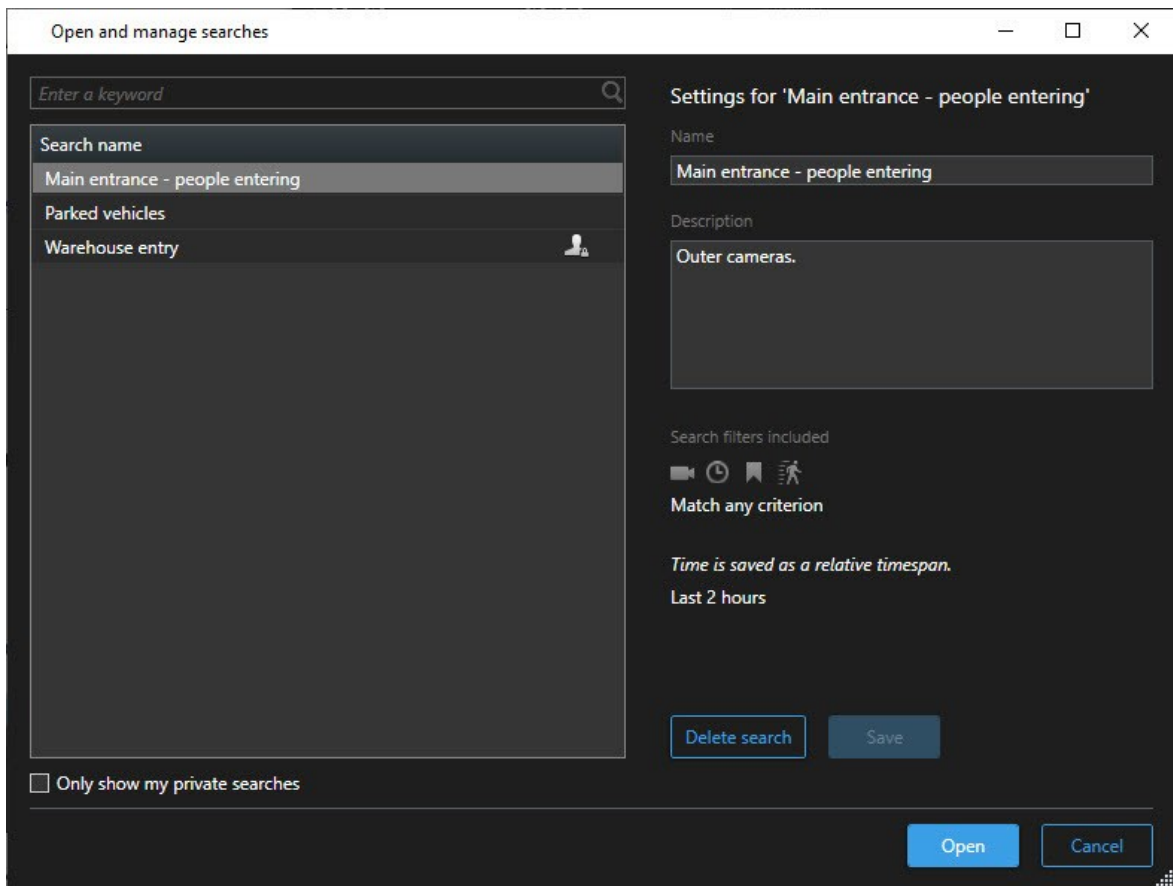 Open and manage searches
Enter a keyword
Search name
Main entrance - people entering
Parked vehicles
Warehouse entry
Only show my private searches
Settings for 'Main entrance - people entering'
Name
Main entrance - people entering
Description
Outer cameras.
Search filters included
Match any criterion
Time is saved as a relative timespan.
Last 2 hours
Delete search
Save
Open
Cancel